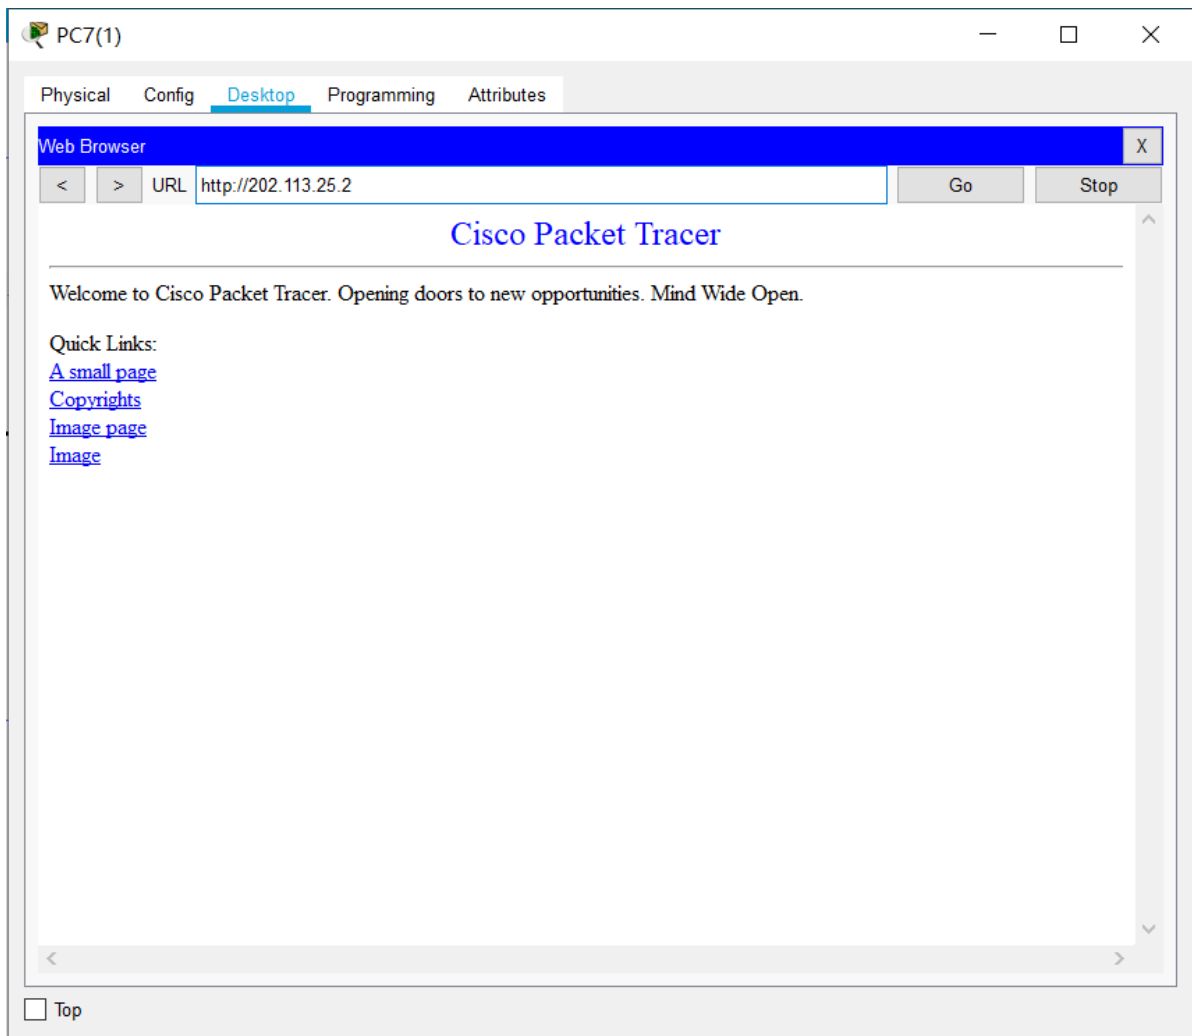 PC7(1)
Physical Config Desktop Programming Attributes
Web Browser X
< > URL http://202.113.25.2 Go Stop
Cisco Packet Tracer
Welcome to Cisco Packet Tracer. Opening doors to new opportunities. Mind Wide Open.
Quick Links:
A small page
Copyrights
Image page
Image
Top